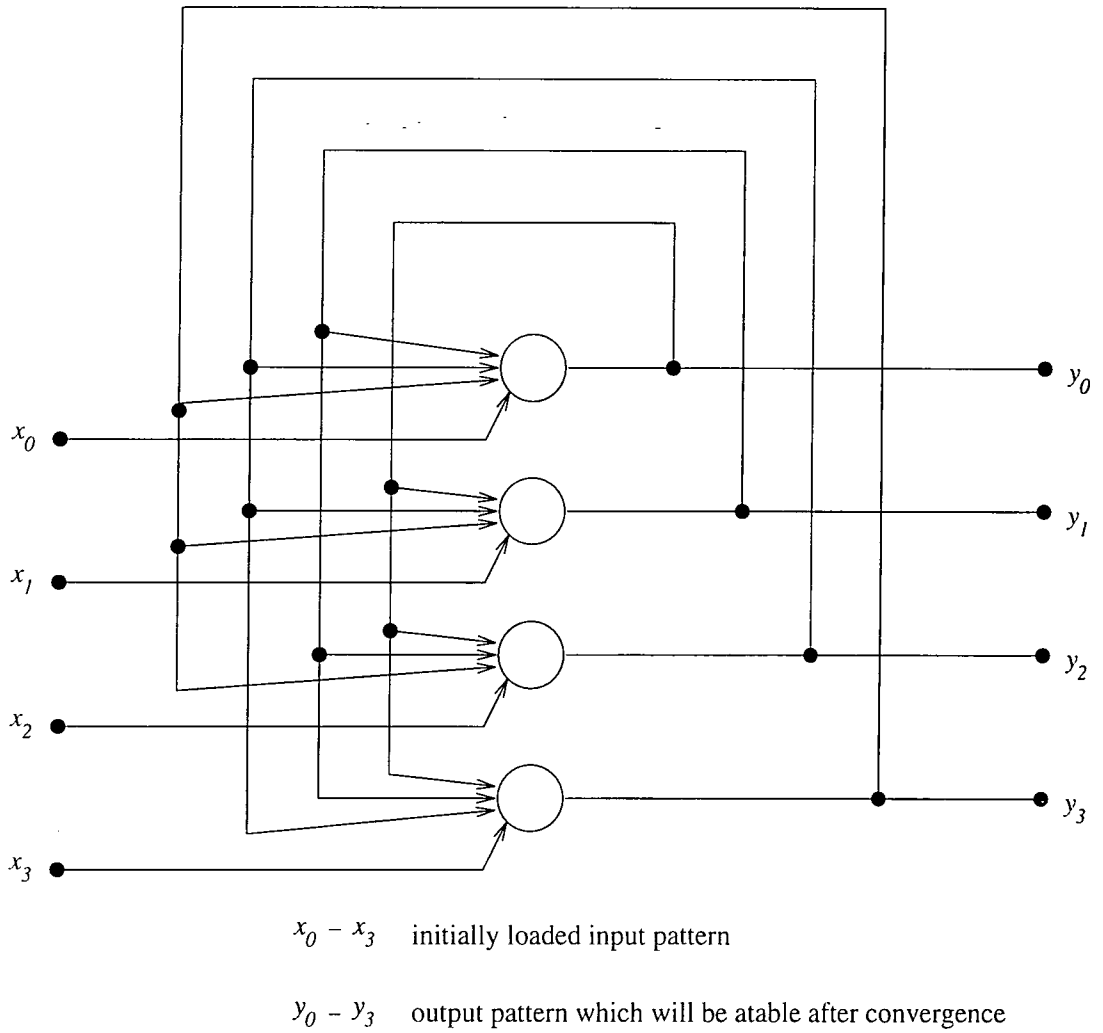 y0
x0
y1
x1
y2
x2
y3
x3
x0 – x3 initially loaded input pattern
y0 – y3 output pattern which will be atable after convergence